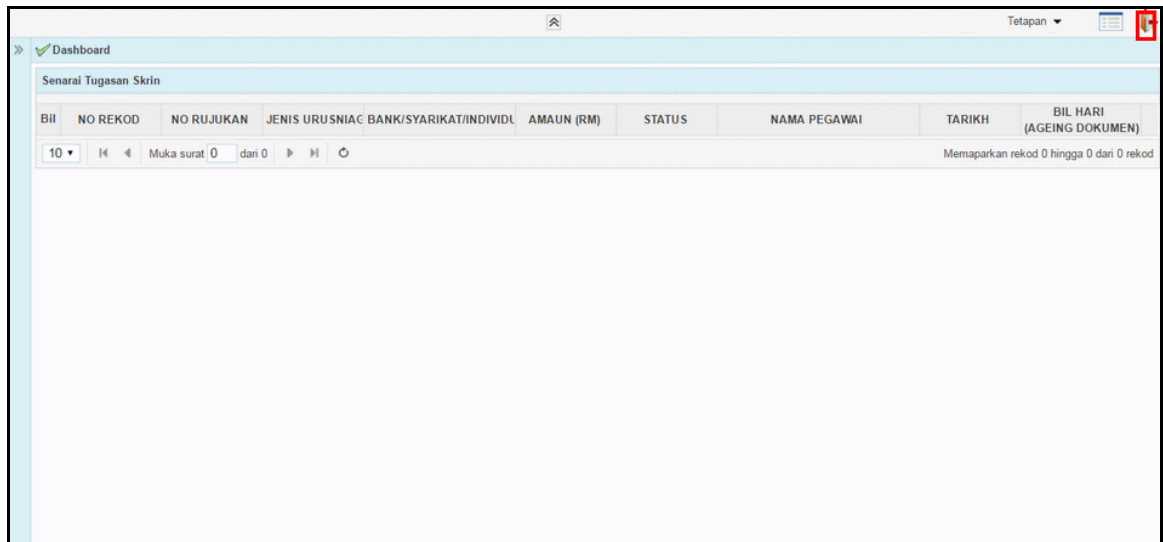 Tetapan
Dashboard
Senarai Tugasan Skrin
Bil NO REKOD NO RUJUKAN JENIS URUSNIAG BANK/SYARIKAT/INDIVIDU AMAUN (RM) STATUS NAMA PEGAWAI TARIKH BIL HARI
(AGEING DOKUMEN)
10 Muka surat 0 dari 0 Memaparkan rekod 0 hingga 0 dari 0 rekod